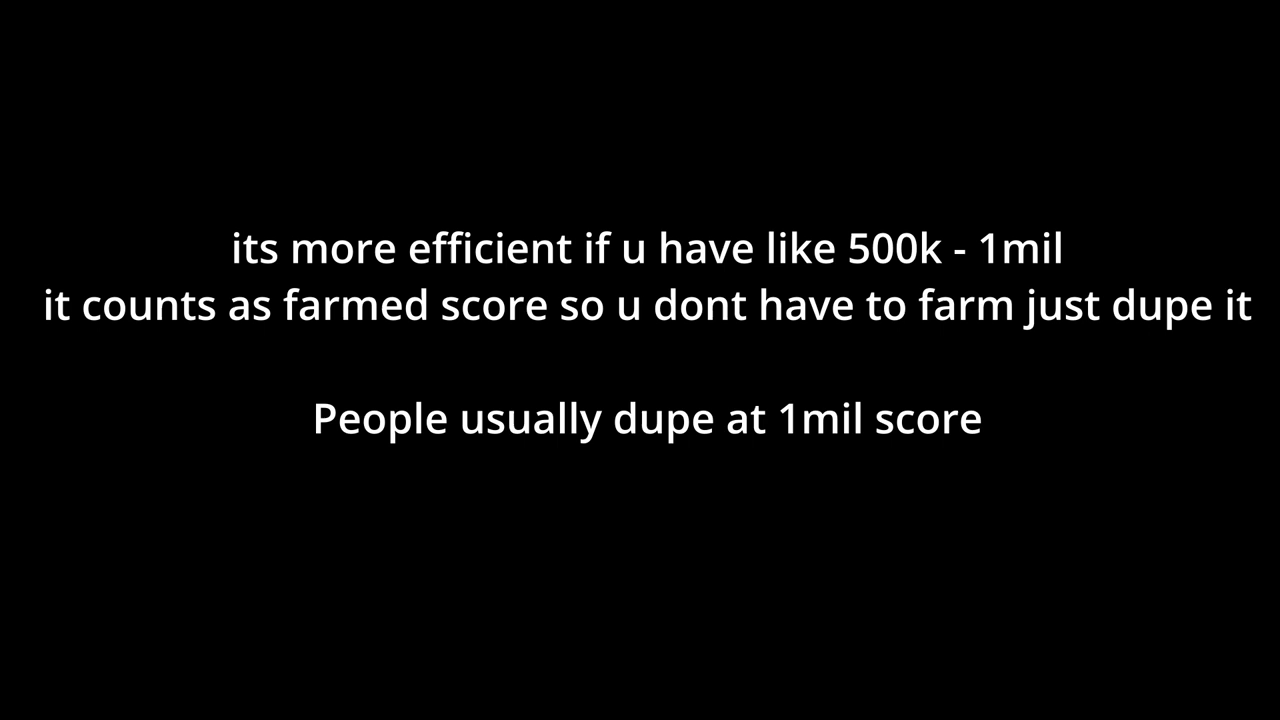 its more efficient if u have like 500k - 1mil
it counts as farmed score so u dont have to farm just dupe it
People usually dupe at 1mil score